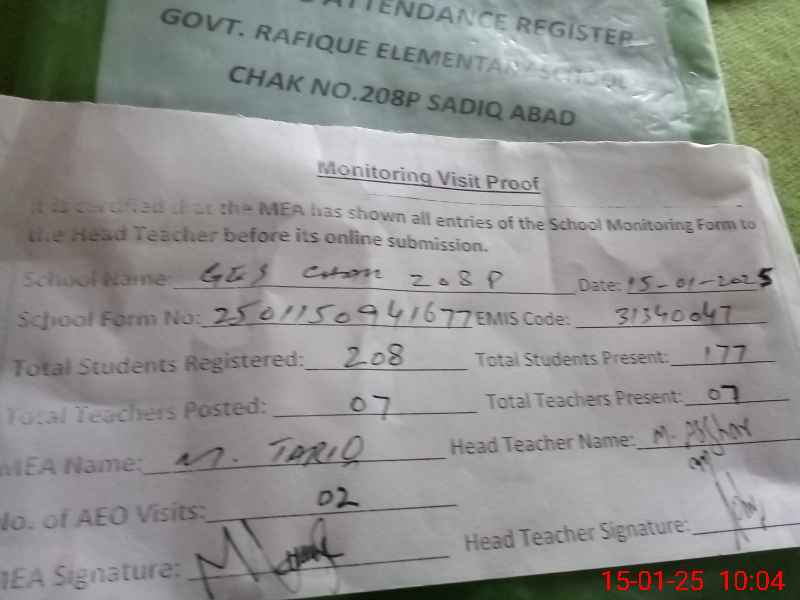 ATTENDANCE REGISTER
GOVT. RAFIQUE ELEMENTARY SCHOOL
CHAK NO.208P SADIQ ABAD
Monitoring Visit Proof
It is certified that the MEA has shown all entries of the School Monitoring Form to
the Head Teacher before its online submission.
School Name GES Chak 208 P Date: 15-01-2025
School Form No: 2501150941677 EMIS Code: 31340047
Total Students Registered: 208 Total Students Present: 177
Total Teachers Posted: 07 Total Teachers Present: 07
MEA Name: M. TARIQ Head Teacher Name: M.
No. of AEO Visits: 02
MEA Signature: Head Teacher Signature:
15-01-25 10:04